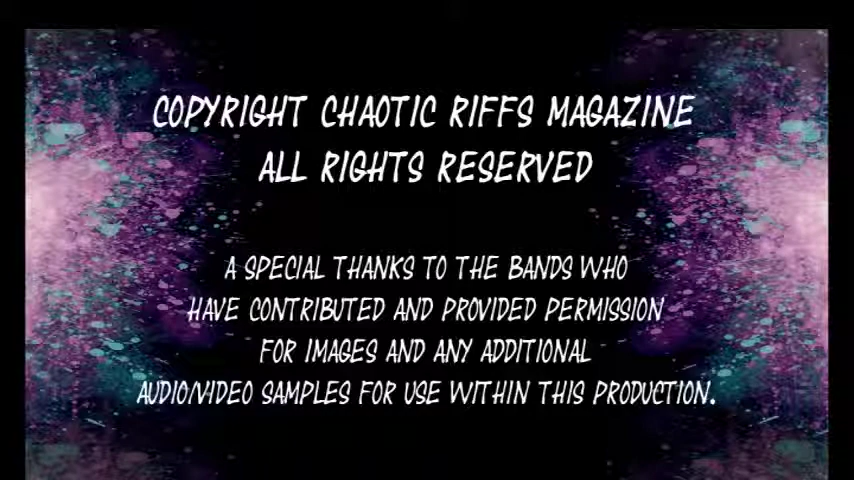 COPYRIGHT CHAOTIC RIFFS MAGAZINE
ALL RIGHTS RESERVED
A SPECIAL THANKS TO THE BANDS WHO
HAVE CONTRIBUTED AND PROVIDED PERMISSION
FOR IMAGES AND ANY ADDITIONAL
AUDIO/VIDEO SAMPLES FOR USE WITHIN THIS PRODUCTION.